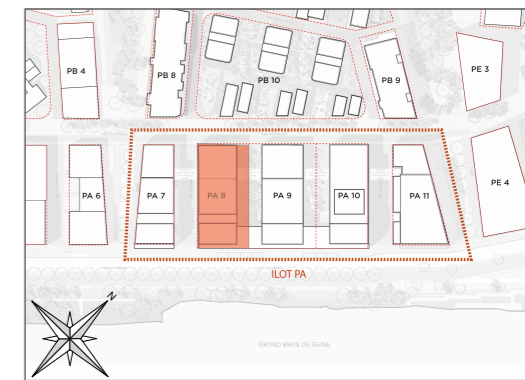 PB 4
PB 8
PB 10
PB 9
PE 3
PA 6
PA 7
PA 8
PA 9
PA 10
PA 11
PE 4
ILOT PA
N
GRAND BRAS DE SEINE